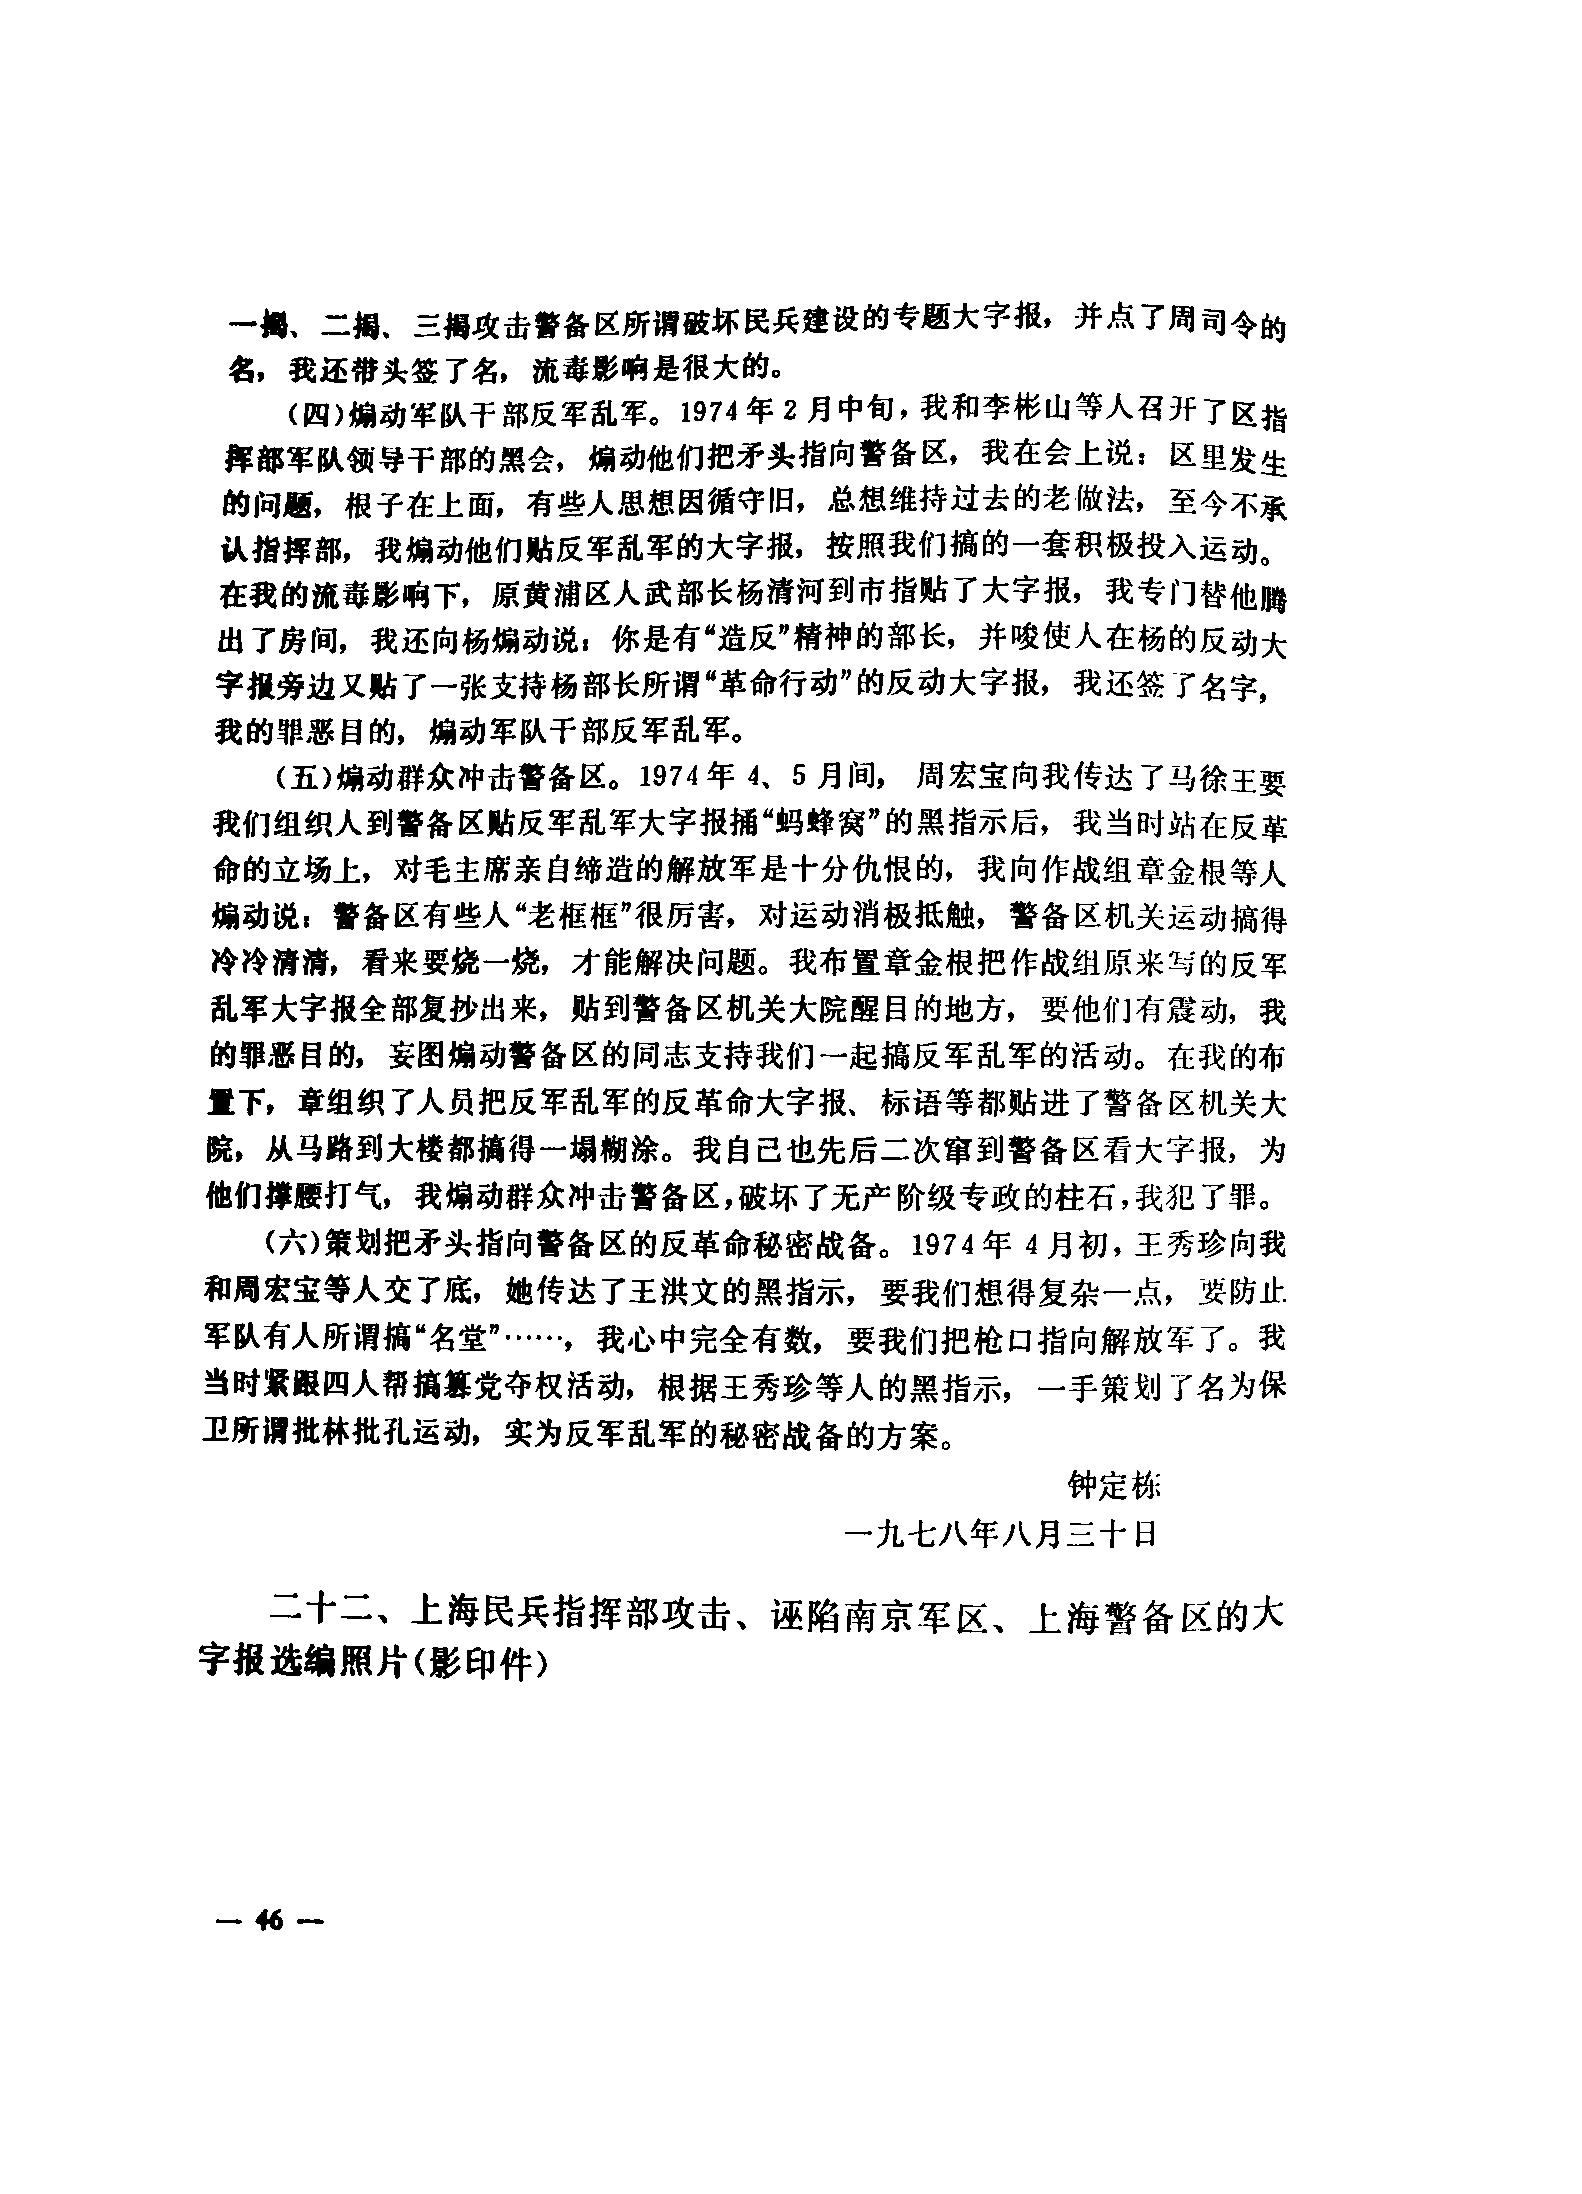 一揭、二揭、三揭攻击警备区所谓破坏民兵建设的专题大字报，并点了周司令的
名，我还带头签了名，流毒影响是很大的。
（四）煽动军队干部反军乱军。1974年2月中旬，我和李彬山等人召开了区指
挥部军队领导干部的黑会，煽动他们把矛头指向警备区，我在会上说：区里发生
的问题，根子在上面，有些人思想因循守旧，总想维持过去的老做法，至今不承
认指挥部，我煽动他们贴反军乱军的大字报，按照我们搞的一套积极投入运动。
在我的流毒影响下，原黄浦区人武部长杨清河到市指贴了大字报，我专门替他腾
出了房间，我还向杨煽动说：你是有“造反”精神的部长，并唆使人在杨的反动大
字报旁边又贴了一张支持杨部长所谓“革命行动”的反动大字报，我还签了名字，
我的罪恶目的，煽动军队干部反军乱军。
（五）煽动群众冲击警备区。1974年4、5月间，周宏宝向我传达了马徐王要
我们组织人到警备区贴反军乱军大字报捅“蚂蜂窝”的黑指示后，我当时站在反革
命的立场上，对毛主席亲自缔造的解放军是十分仇恨的，我向作战组章金根等人
煽动说：警备区有些人“老框框”很厉害，对运动消极抵触，警备区机关运动搞得
冷冷清清，看来要烧一烧，才能解决问题。我布置章金根把作战组原来写的反军
乱军大字报全部复抄出来，贴到警备区机关大院醒目的地方，要他们有震动，我
的罪恶目的，妄图煽动警备区的同志支持我们一起搞反军乱军的活动。在我的布
置下，章组织了人员把反军乱军的反革命大字报、标语等都贴进了警备区机关大
院，从马路到大楼都搞得一塌糊涂。我自己也先后二次窜到警备区看大字报，为
他们撑腰打气，我煽动群众冲击警备区，破坏了无产阶级专政的柱石，我犯了罪。
（六）策划把矛头指向警备区的反革命秘密战备。1974年4月初，王秀珍向我
和周宏宝等人交了底，她传达了王洪文的黑指示，要我们想得复杂一点，要防止
军队有人所谓搞“名堂”……，我心中完全有数，要我们把枪口指向解放军了。我
当时紧跟四人帮搞篡党夺权活动，根据王秀珍等人的黑指示，一手策划了名为保
卫所谓批林批孔运动，实为反军乱军的秘密战备的方案。
钟定栋
一九七八年八月三十日
二十二、上海民兵指挥部攻击、诬陷南京军区、上海警备区的大
字报选编照片（影印件）
— 46 —